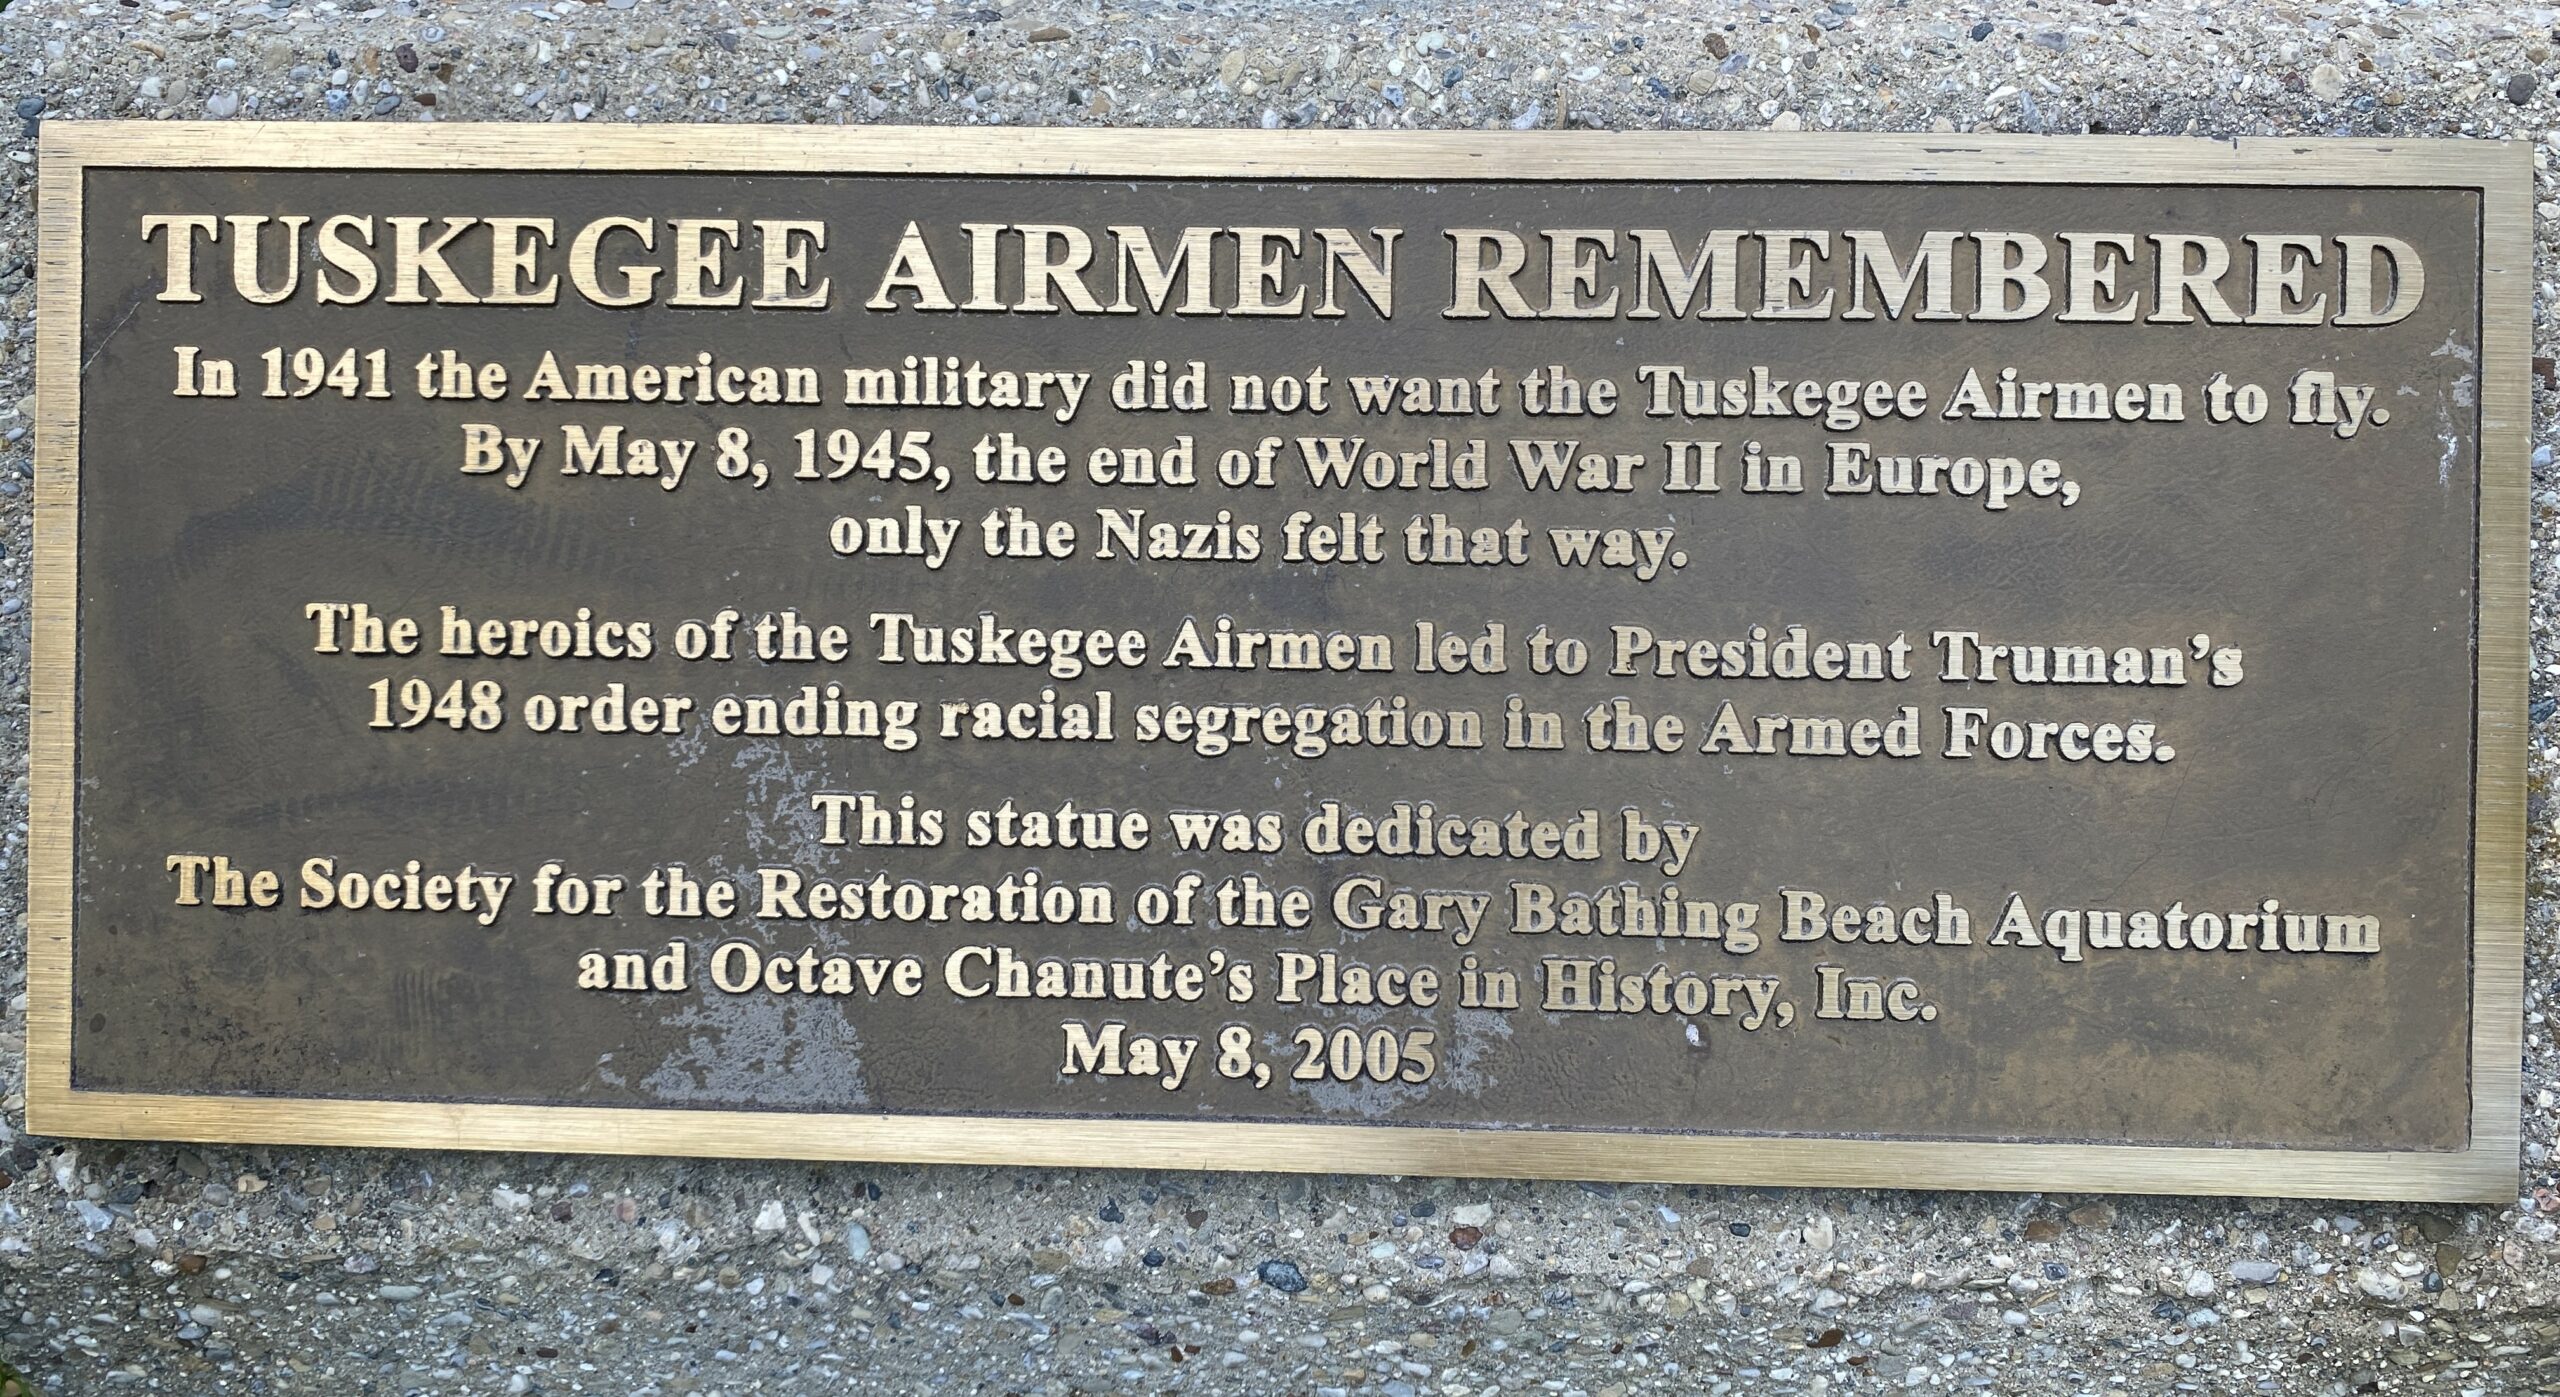 TUSKEGEE AIRMEN REMEMBERED
In 1941 the American military did not want the Tuskegee Airmen to fly.
By May 8, 1945, the end of World War II in Europe,
only the Nazis felt that way.
The heroics of the Tuskegee Airmen led to President Truman’s
1948 order ending racial segregation in the Armed Forces.
This statue was dedicated by
The Society for the Restoration of the Gary Bathing Beach Aquatorium
and Octave Chanute’s Place in History, Inc.
May 8, 2005